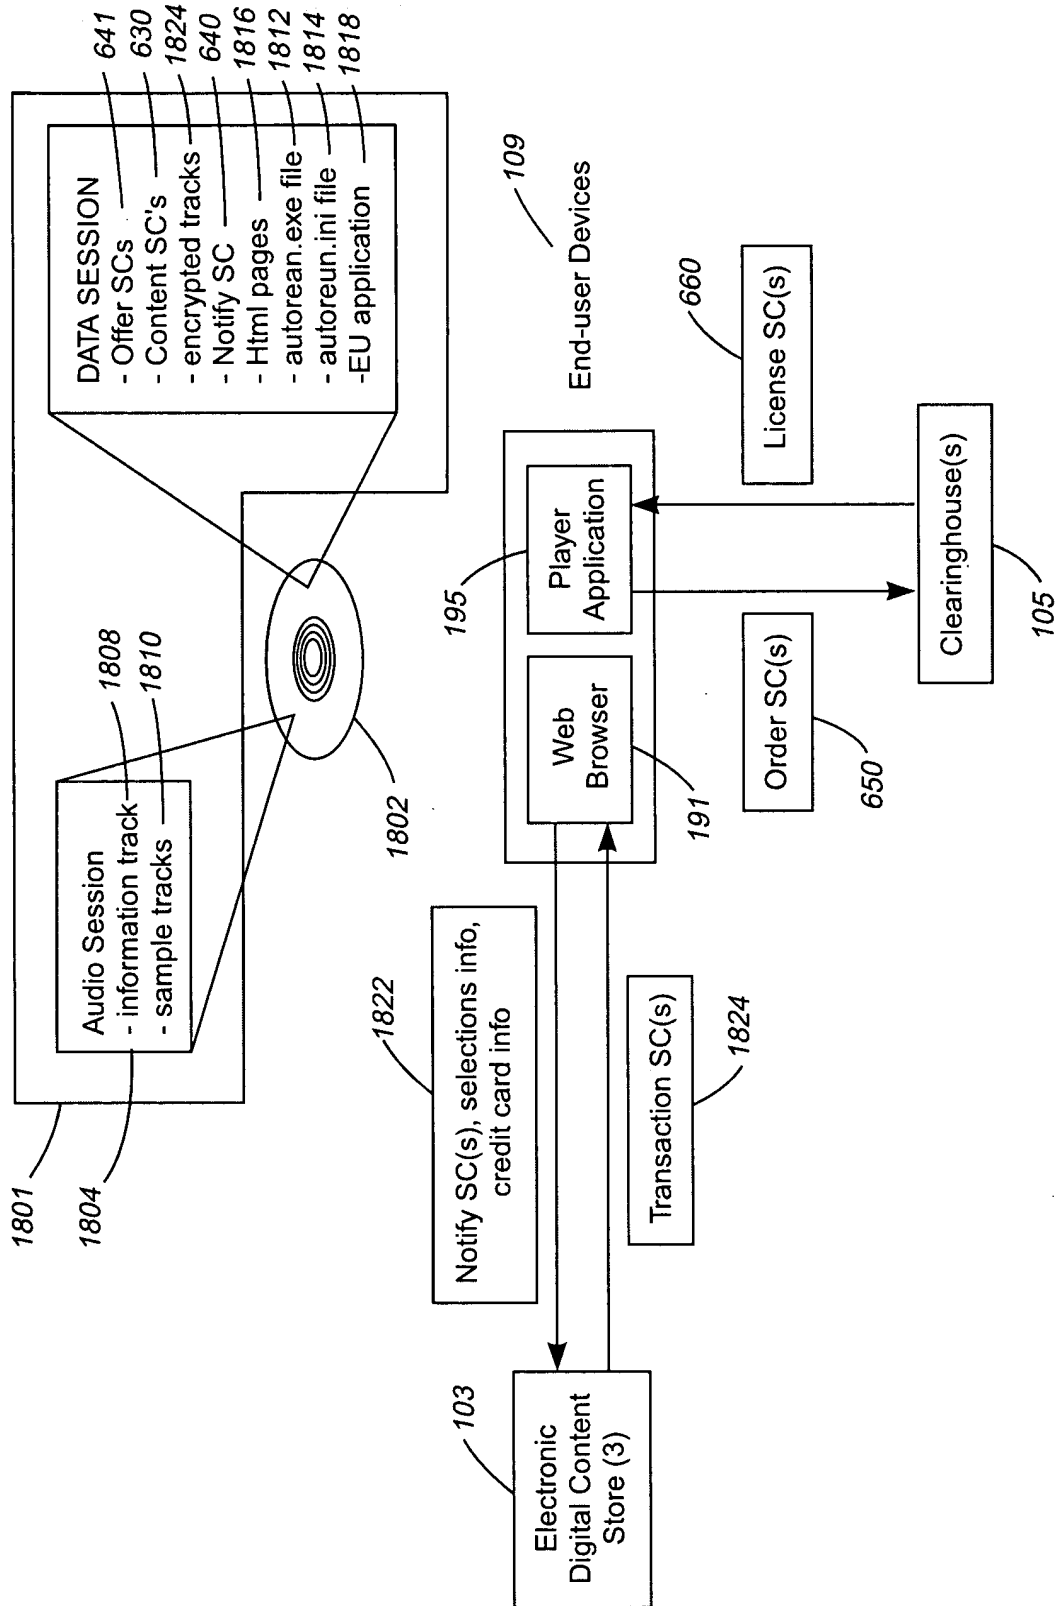 1801
1804
Audio Session
- information track
- sample tracks
1808
1810
1802
DATA SESSION
- Offer SCs
- Content SC's
- encrypted tracks
- Notify SC
- Html pages
- autorean.exe file
- autoreun.ini file
-EU application
641
630
1824
640
1816
1812
1814
1818
103
Electronic
Digital Content
Store (3)
1822
Notify SC(s), selections info,
credit card info
Transaction SC(s)
1824
Web
Browser
191
195
Player
Application
End-user Devices
109
Order SC(s)
650
License SC(s)
660
Clearinghouse(s)
105